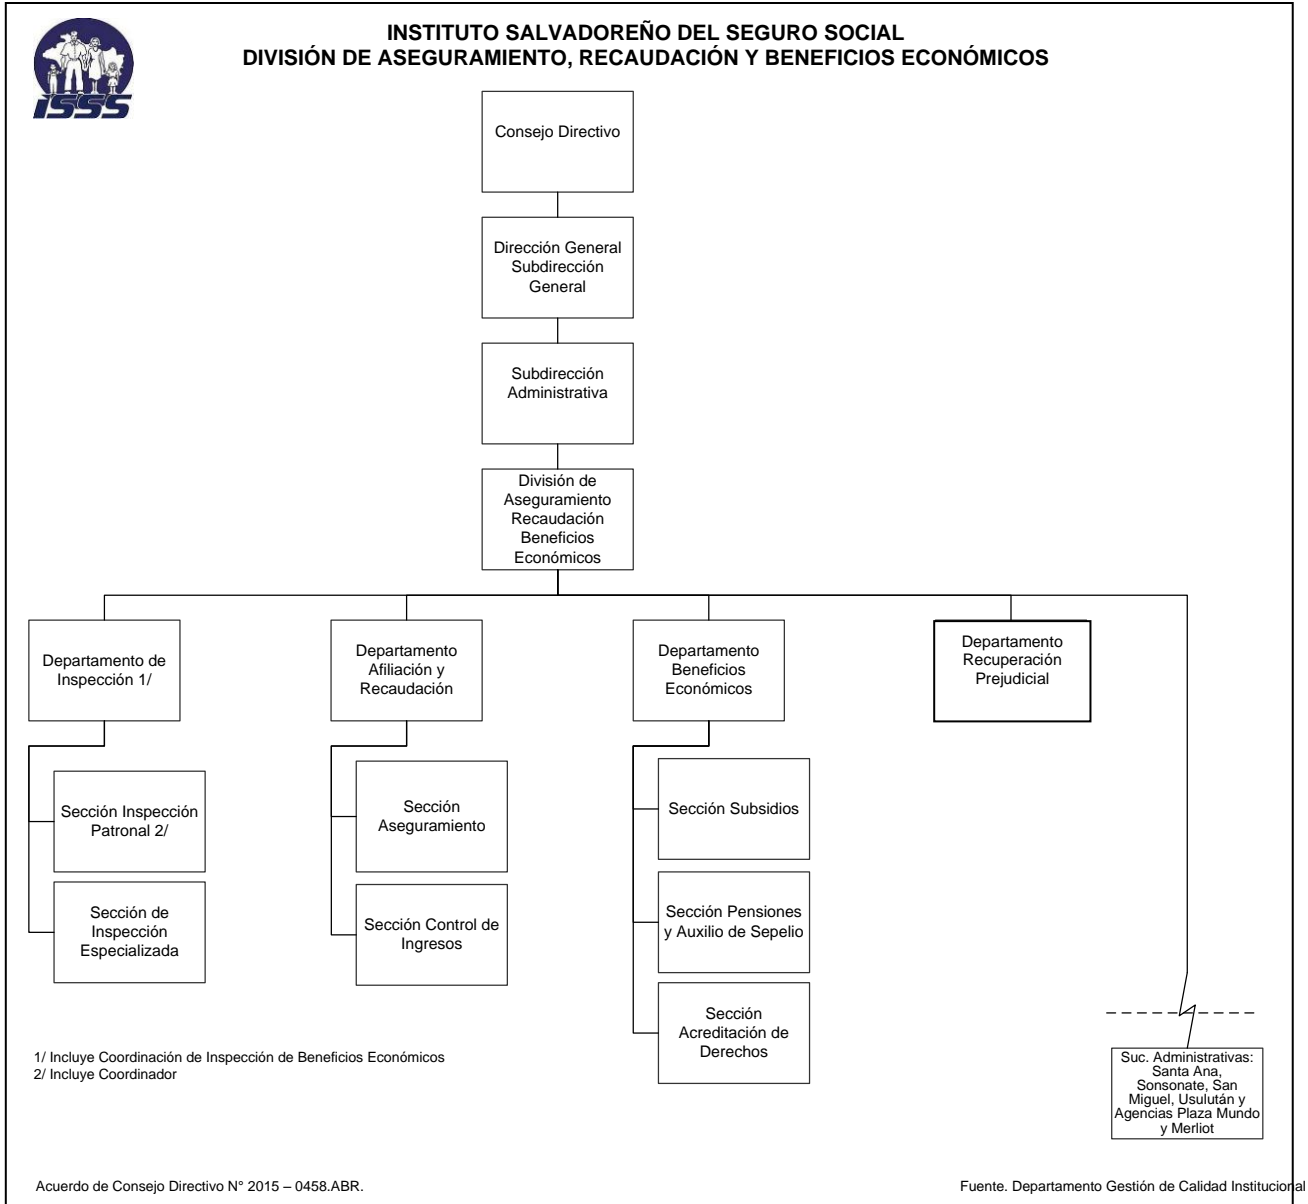 INSTITUTO SALVADOREÑO DEL SEGURO SOCIAL
DIVISIÓN DE ASEGURAMIENTO, RECAUDACIÓN Y BENEFICIOS ECONÓMICOS
ISSS
Consejo Directivo
Dirección General
Subdirección
General
Subdirección
Administrativa
División de
Aseguramiento
Recaudación
Beneficios
Económicos
Departamento de
Inspección 1/
Departamento
Afiliación y
Recaudación
Departamento
Beneficios
Económicos
Departamento
Recuperación
Prejudicial
Sección Inspección
Patronal 2/
Sección de
Inspección
Especializada
Sección
Aseguramiento
Sección Control de
Ingresos
Sección Subsidios
Sección Pensiones
y Auxilio de Sepelio
Sección
Acreditación de
Derechos
Suc. Administrativas:
Santa Ana,
Sonsonate, San
Miguel, Usulután y
Agencias Plaza Mundo
y Merliot
1/ Incluye Coordinación de Inspección de Beneficios Económicos
2/ Incluye Coordinador
Acuerdo de Consejo Directivo N° 2015 – 0458.ABR.
Fuente. Departamento Gestión de Calidad Institucional